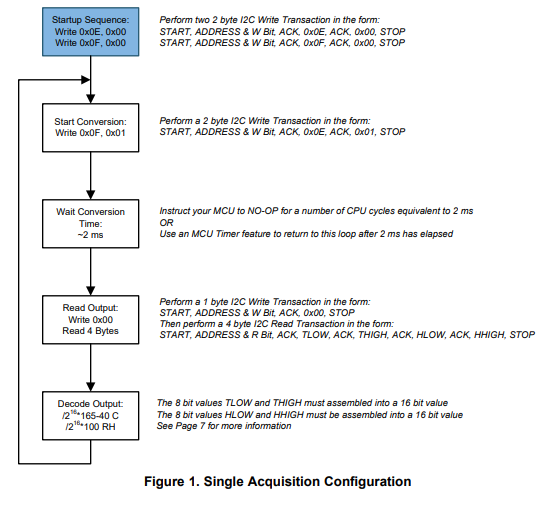 Startup Sequence:
Write 0x0E, 0x00
Write 0x0F, 0x00
Perform two 2 byte I2C Write Transaction in the form:
START, ADDRESS & W Bit, ACK, 0x0E, ACK, 0x00, STOP
START, ADDRESS & W Bit, ACK, 0x0F, ACK, 0x00, STOP
Start Conversion:
Write 0x0F, 0x01
Perform a 2 byte I2C Write Transaction in the form:
START, ADDRESS & W Bit, ACK, 0x0E, ACK, 0x01, STOP
Wait Conversion
Time:
~2 ms
Instruct your MCU to NO-OP for a number of CPU cycles equivalent to 2 ms
OR
Use an MCU Timer feature to return to this loop after 2 ms has elapsed
Read Output:
Write 0x00
Read 4 Bytes
Perform a 1 byte I2C Write Transaction in the form:
START, ADDRESS & W Bit, ACK, 0x00, STOP
Then perform a 4 byte I2C Read Transaction in the form:
START, ADDRESS & R Bit, ACK, TLOW, ACK, THIGH, ACK, HLOW, ACK, HHIGH, STOP
Decode Output:
/2^16*165-40 C
/2^16*100 RH
The 8 bit values TLOW and THIGH must assembled into a 16 bit value
The 8 bit values HLOW and HHIGH must be assembled into a 16 bit value
See Page 7 for more information
Figure 1. Single Acquisition Configuration